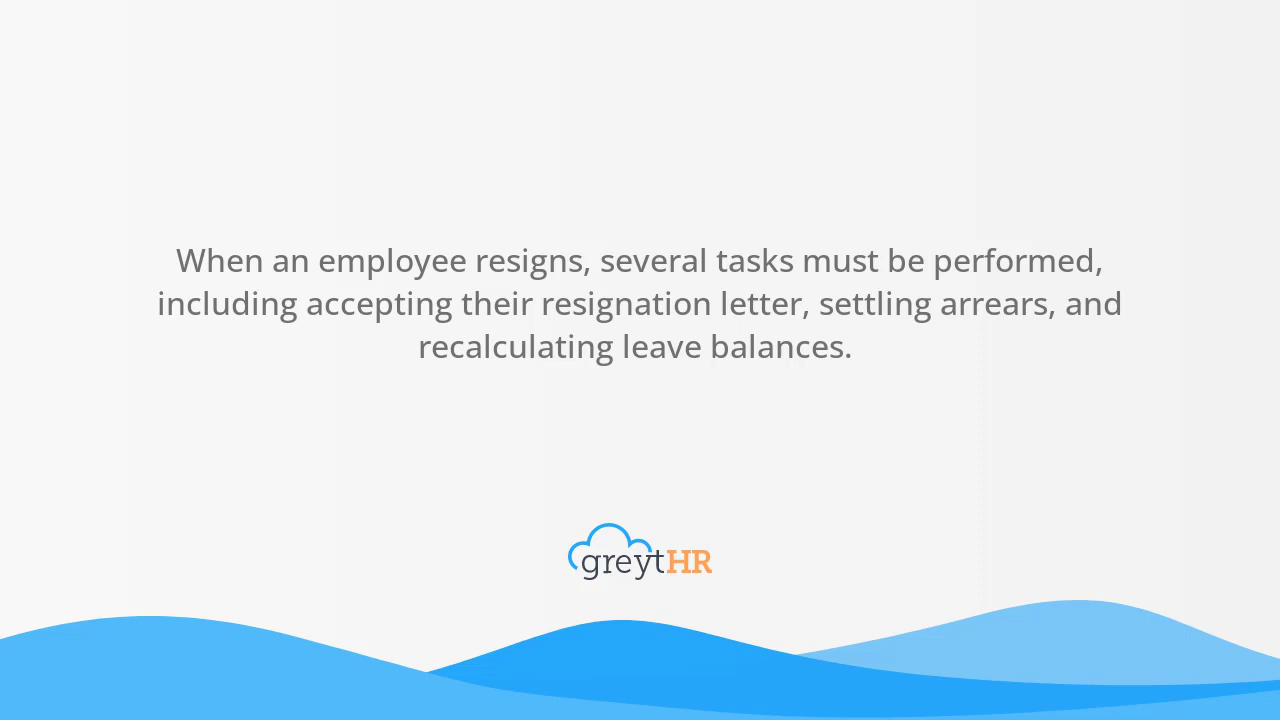 When an employee resigns, several tasks must be performed,
including accepting their resignation letter, settling arrears, and
recalculating leave balances.
greytHR